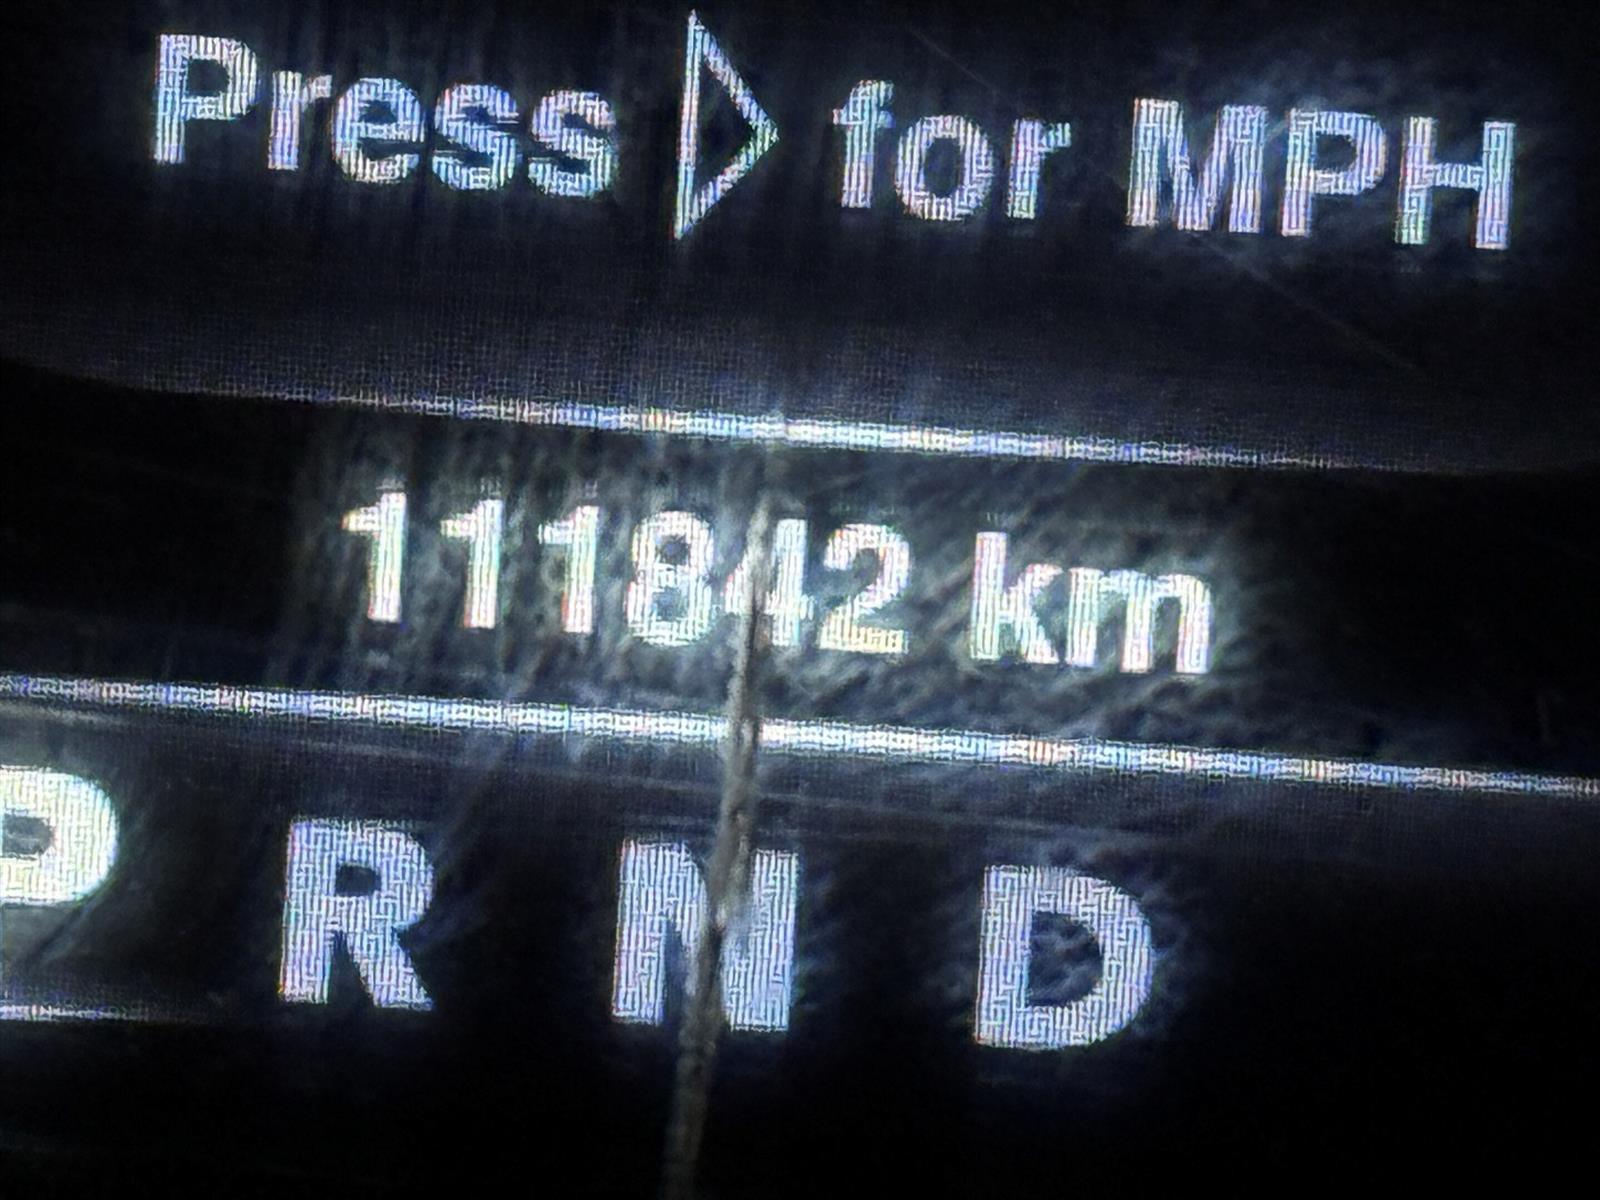 Press ▷ for MPH
111842 km
P R N D